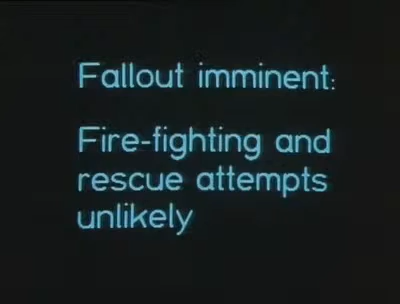 Fallout imminent:
Fire-fighting and
rescue attempts
unlikely